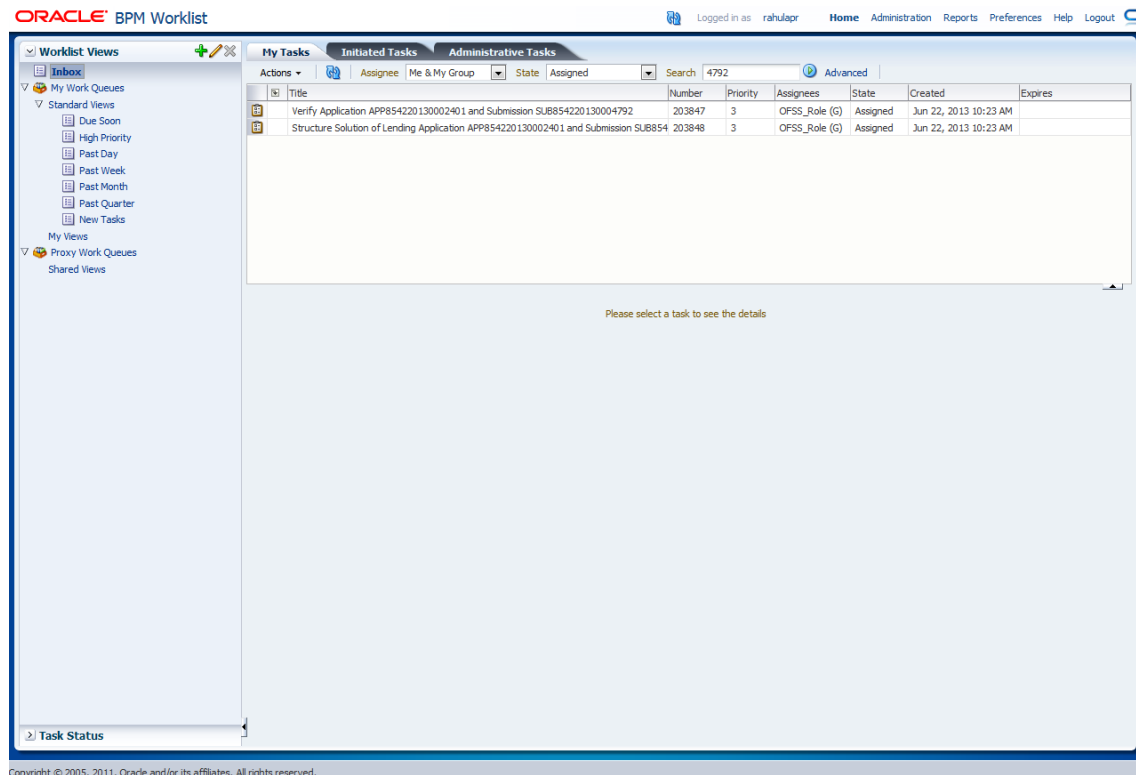 ORACLE BPM Worklist
Logged in as rahulapr Home Administration Reports Preferences Help Logout
Worklist Views
Inbox
My Work Queues
Standard Views
Due Soon
High Priority
Past Day
Past Week
Past Month
Past Quarter
New Tasks
My Views
Proxy Work Queues
Shared Views
Task Status
My Tasks Initiated Tasks Administrative Tasks
Actions Assignee Me & My Group State Assigned Search 4792 Advanced
Title Number Priority Assignees State Created Expires
Verify Application APP854220130002401 and Submission SUB854220130004792 203847 3 OFSS_Role (G) Assigned Jun 22, 2013 10:23 AM
Structure Solution of Lending Application APP854220130002401 and Submission SUB854 203848 3 OFSS_Role (G) Assigned Jun 22, 2013 10:23 AM
Please select a task to see the details
Copyright © 2005, 2011, Oracle and/or its affiliates. All rights reserved.